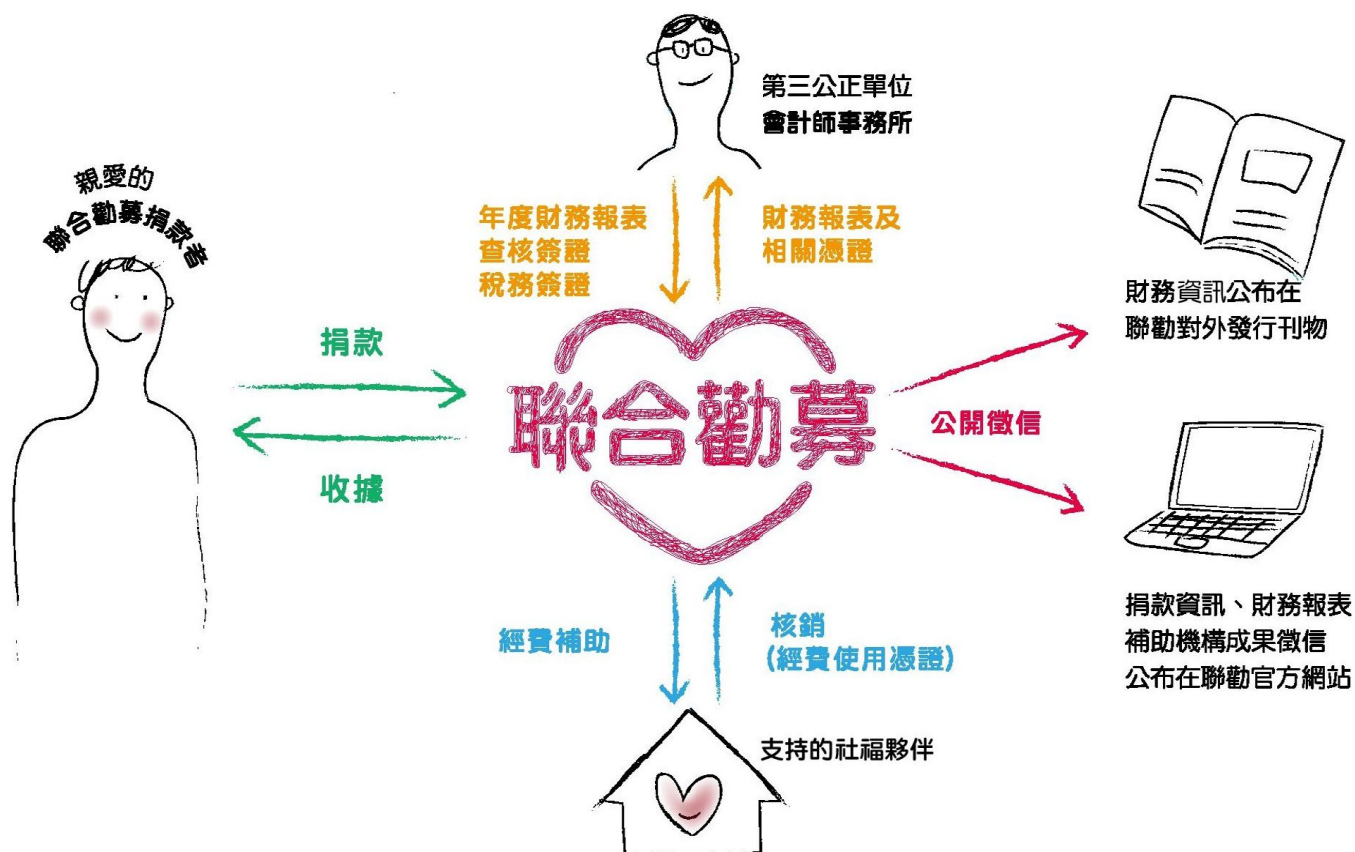 第三公正單位
會計師事務所
親愛的
聯合勸募捐款者
年度財務報表
查核簽證
稅務簽證
財務報表及
相關憑證
財務資訊公布在
聯勸對外發行刊物
捐款
聯合勸募
公開徵信
收據
捐款資訊、財務報表
補助機構成果徵信
公布在聯勸官方網站
經費補助
核銷
(經費使用憑證)
支持的社福夥伴